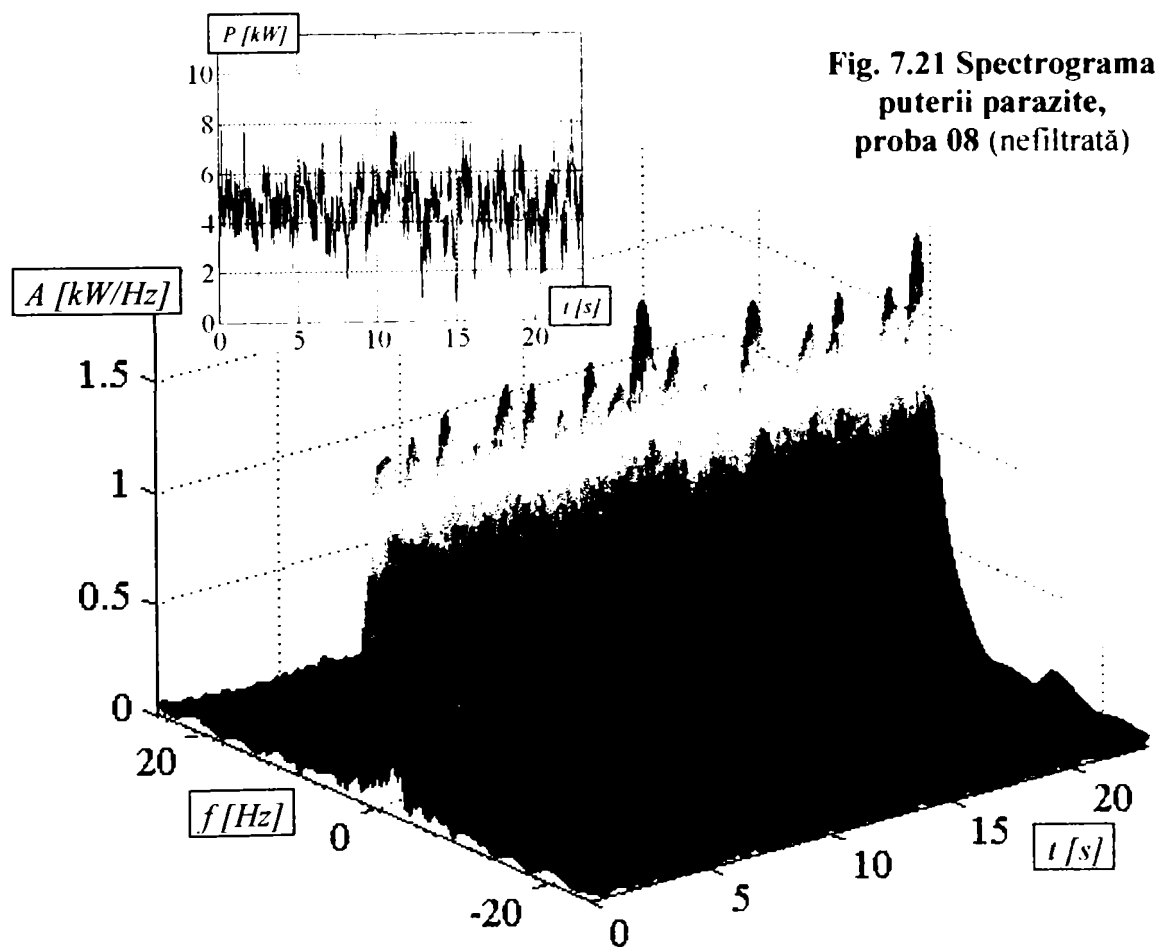 P [kW]
Fig. 7.21 Spectrograma
puterii parazite,
proba 08 (nefiltrată)
10
8
6
4
2
0
0
5
10
15
20
t [s]
A [kW/Hz]
1.5
1
0.5
0
20
0
-20
f [Hz]
0
5
10
15
20
t [s]